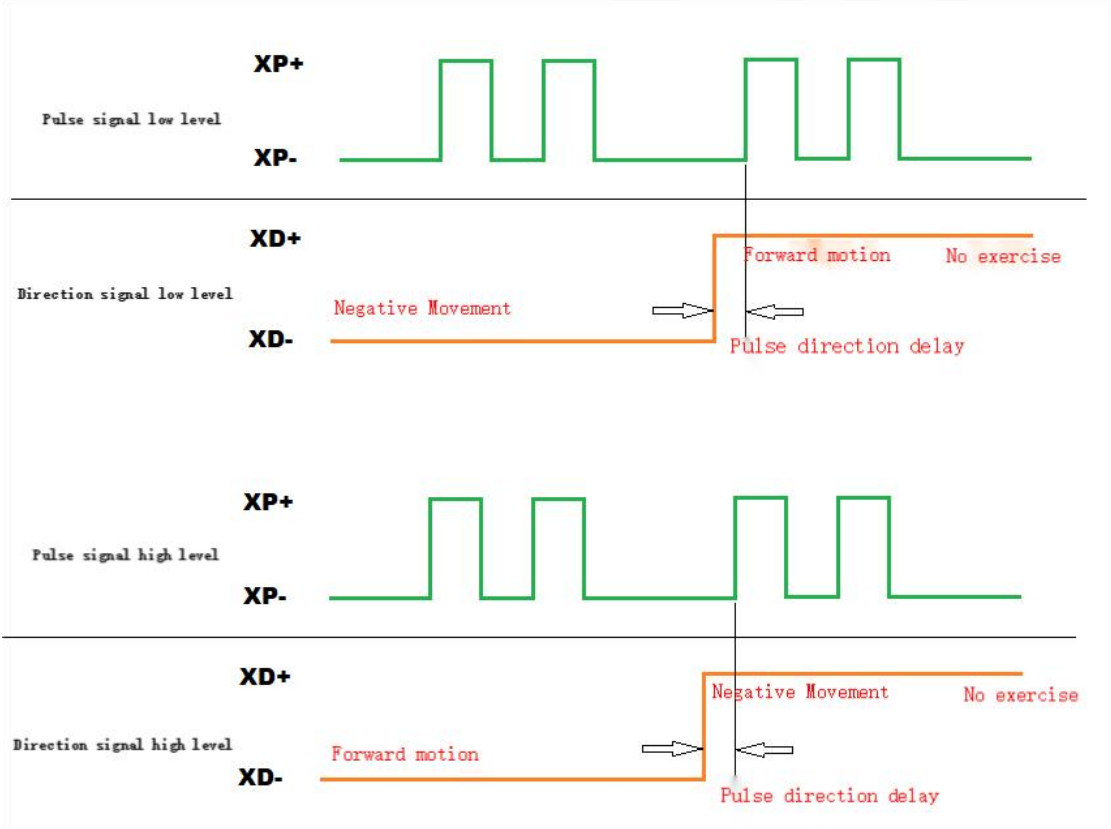 XP+
Pulse signal low level
XP-
XD+
Forward motion No exercise
Direction signal low level
Negative Movement
XD-
Pulse direction delay
XP+
Pulse signal high level
XP-
XD+
Negative Movement No exercise
Direction signal high level
Forward motion
XD-
Pulse direction delay